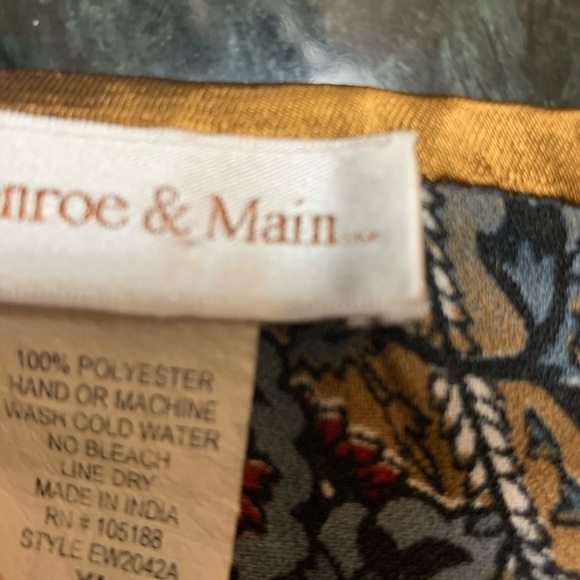 nroe & Main
100% POLYESTER
HAND OR MACHINE
WASH COLD WATER
NO BLEACH
LINE DRY
MADE IN INDIA
RN # 105188
STYLE EW2042A